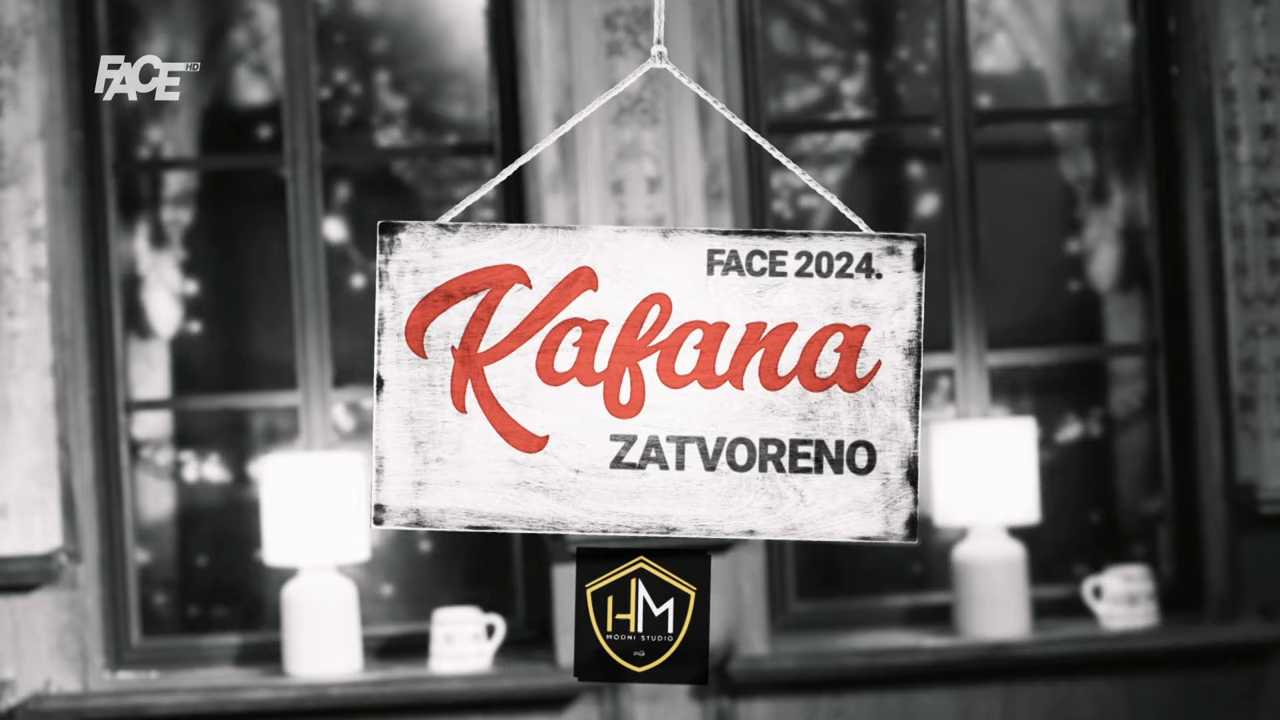 FACE HD
FACE 2024.
Kafana
ZATVORENO
HM
MODNI STUDIO